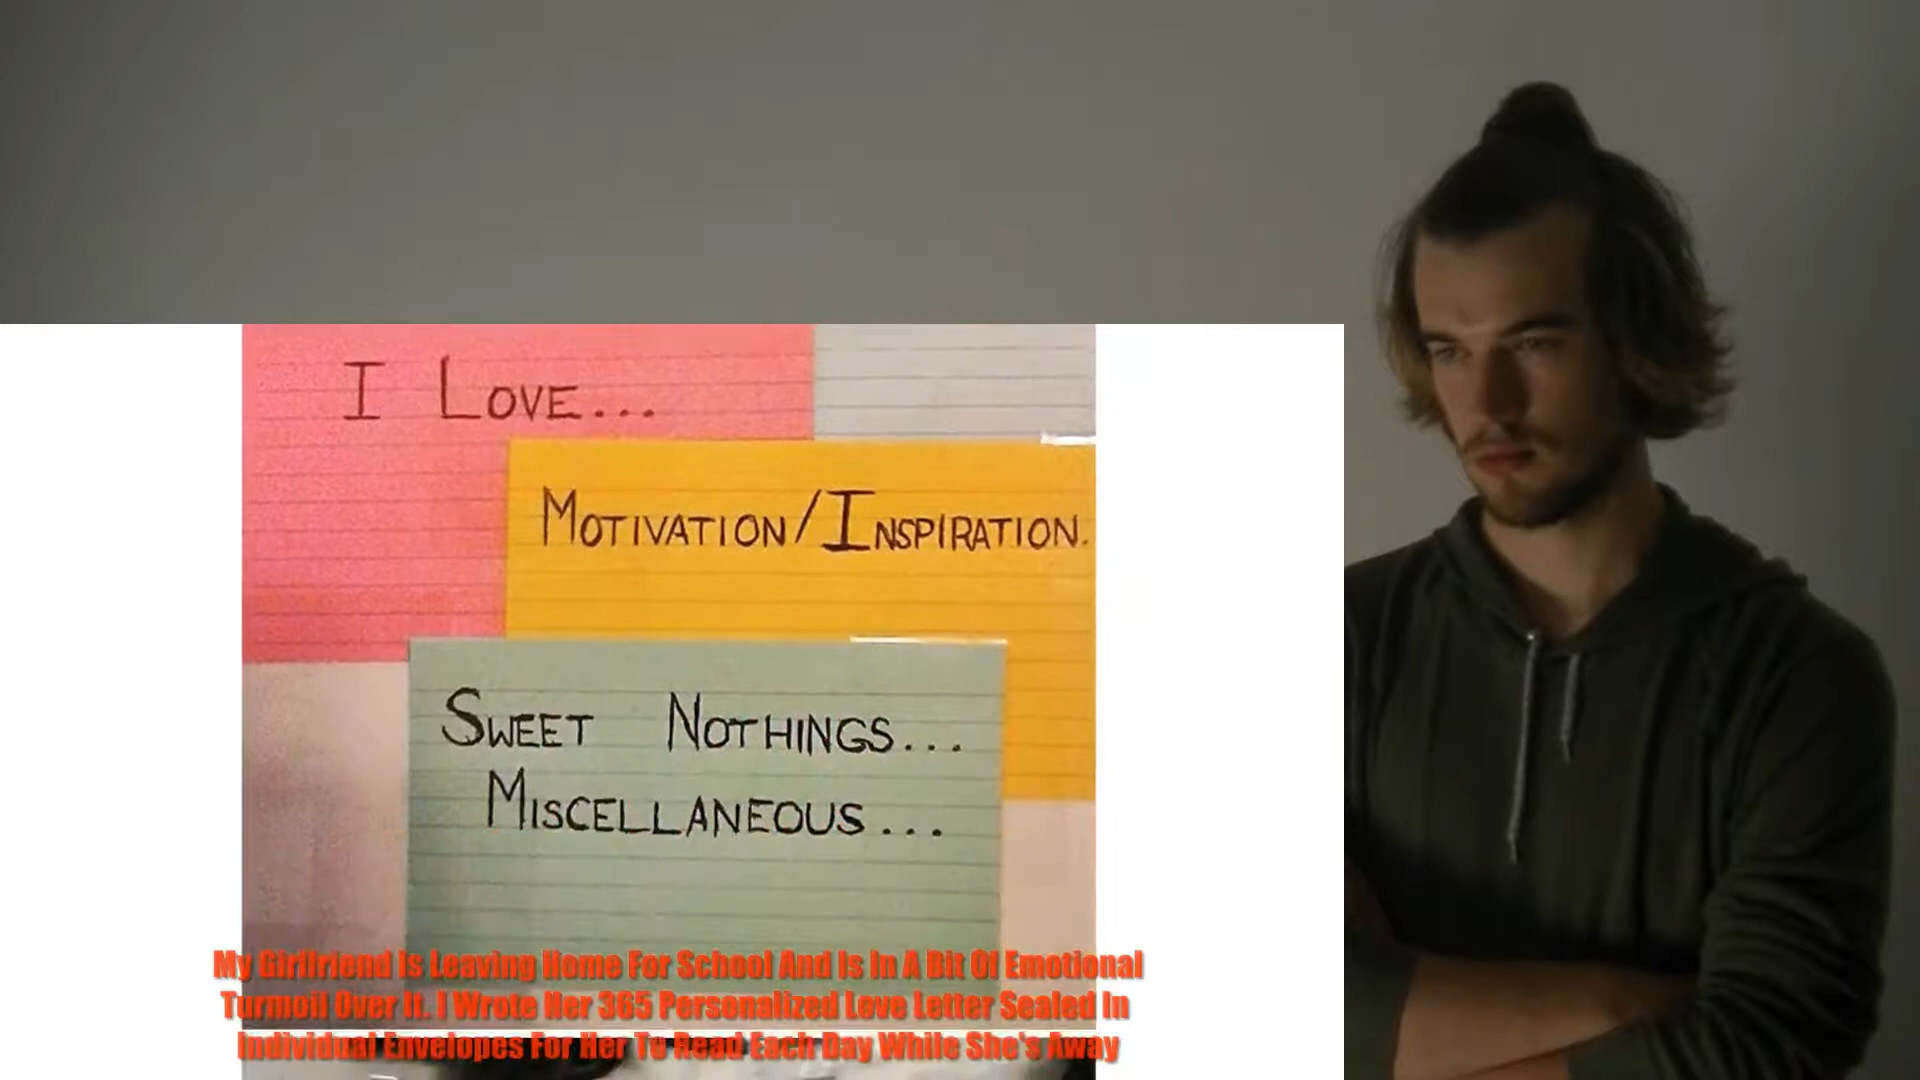 I LOVE...
MOTIVATION/INSPIRATION.
SWEET NOTHINGS...
MISCELLANEOUS...
My Girlfriend Is Leaving Home For School And Is In A Bit Of Emotional
Turmoil Over It. I Wrote Her 365 Personalized Love Letter Sealed In
Individual Envelopes For Her To Read Each Day While She's Away